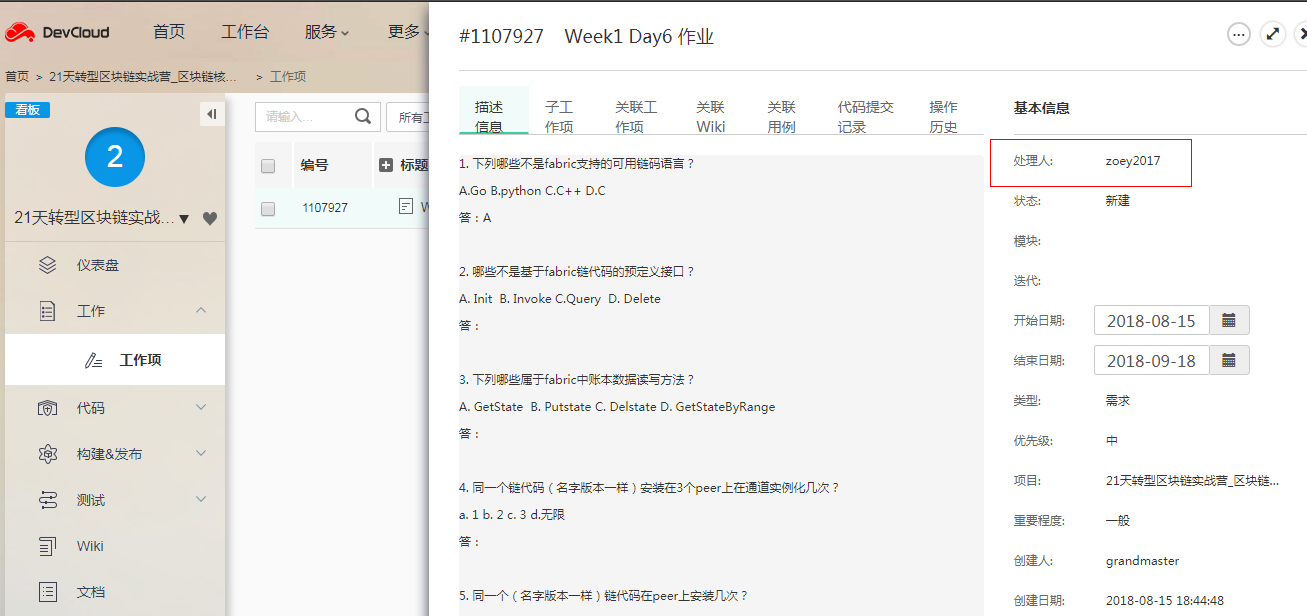 DevCloud 首页 工作台 服务 更多
首页 > 21天转型区块链实战营_区块链核... > 工作项
看板
2
21天转型区块链实战...
仪表盘
工作
工作项
代码
构建&发布
测试
Wiki
文档
请输入...
编号 标题
1107927
#1107927 Week1 Day6 作业
描述信息
子工作项
关联工作项
关联Wiki
关联用例
代码提交记录
操作历史
1. 下列哪些不是fabric支持的可用链码语言？
A.Go B.python C.C++ D.C
答：A
2. 哪些不是基于fabric链代码的预定义接口？
A. Init B. Invoke C.Query D. Delete
答：
3. 下列哪些属于fabric中账本数据读写方法？
A. GetState B. Putstate C. Delstate D. GetStateByRange
答：
4. 同一个链代码（名字版本一样）安装在3个peer上在通道实例化几次？
a. 1 b. 2 c. 3 d.无限
答：
5. 同一个（名字版本一样）链代码在peer上安装几次？
基本信息
处理人: zoey2017
状态: 新建
模块:
迭代:
开始日期: 2018-08-15
结束日期: 2018-09-18
类型: 需求
优先级: 中
项目: 21天转型区块链实战营_区块链...
重要程度: 一般
创建人: grandmaster
创建日期: 2018-08-15 18:44:48